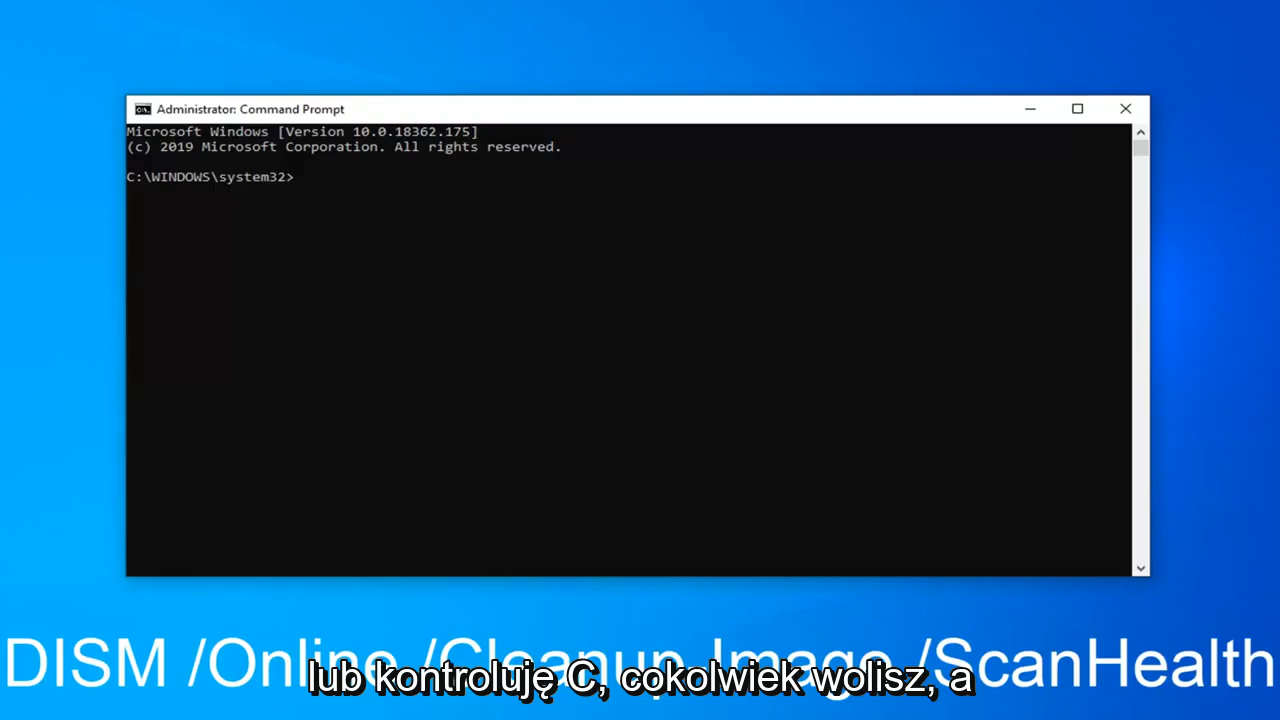 Administrator: Command Prompt
Microsoft Windows [Version 10.0.18362.175]
(c) 2019 Microsoft Corporation. All rights reserved.
C:\WINDOWS\system32>
DISM /Online /Cleanup-Image /ScanHealth
lub kontroluję C, cokolwiek wolisz, a